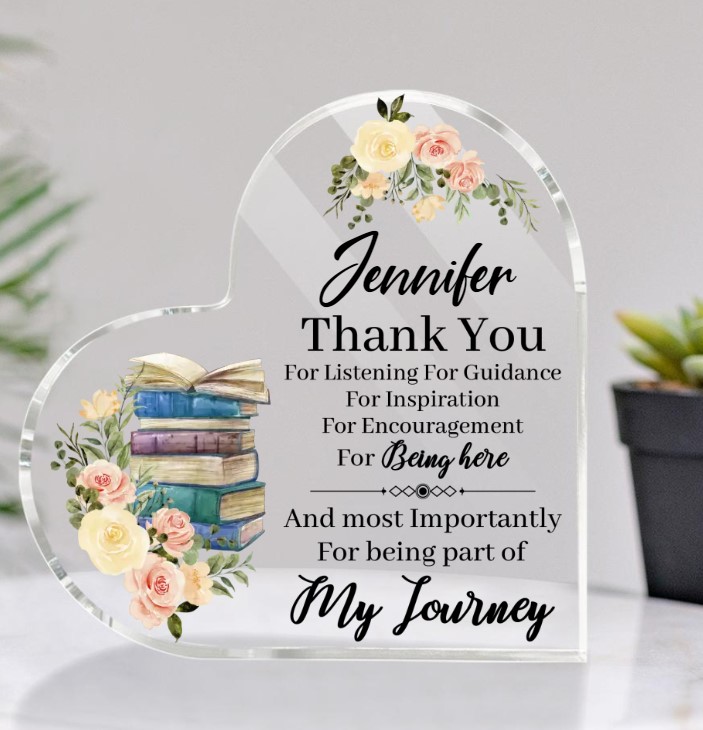 Jennifer
Thank You
For Listening For Guidance
For Inspiration
For Encouragement
For Being here
And most Importantly
For being part of
My Journey